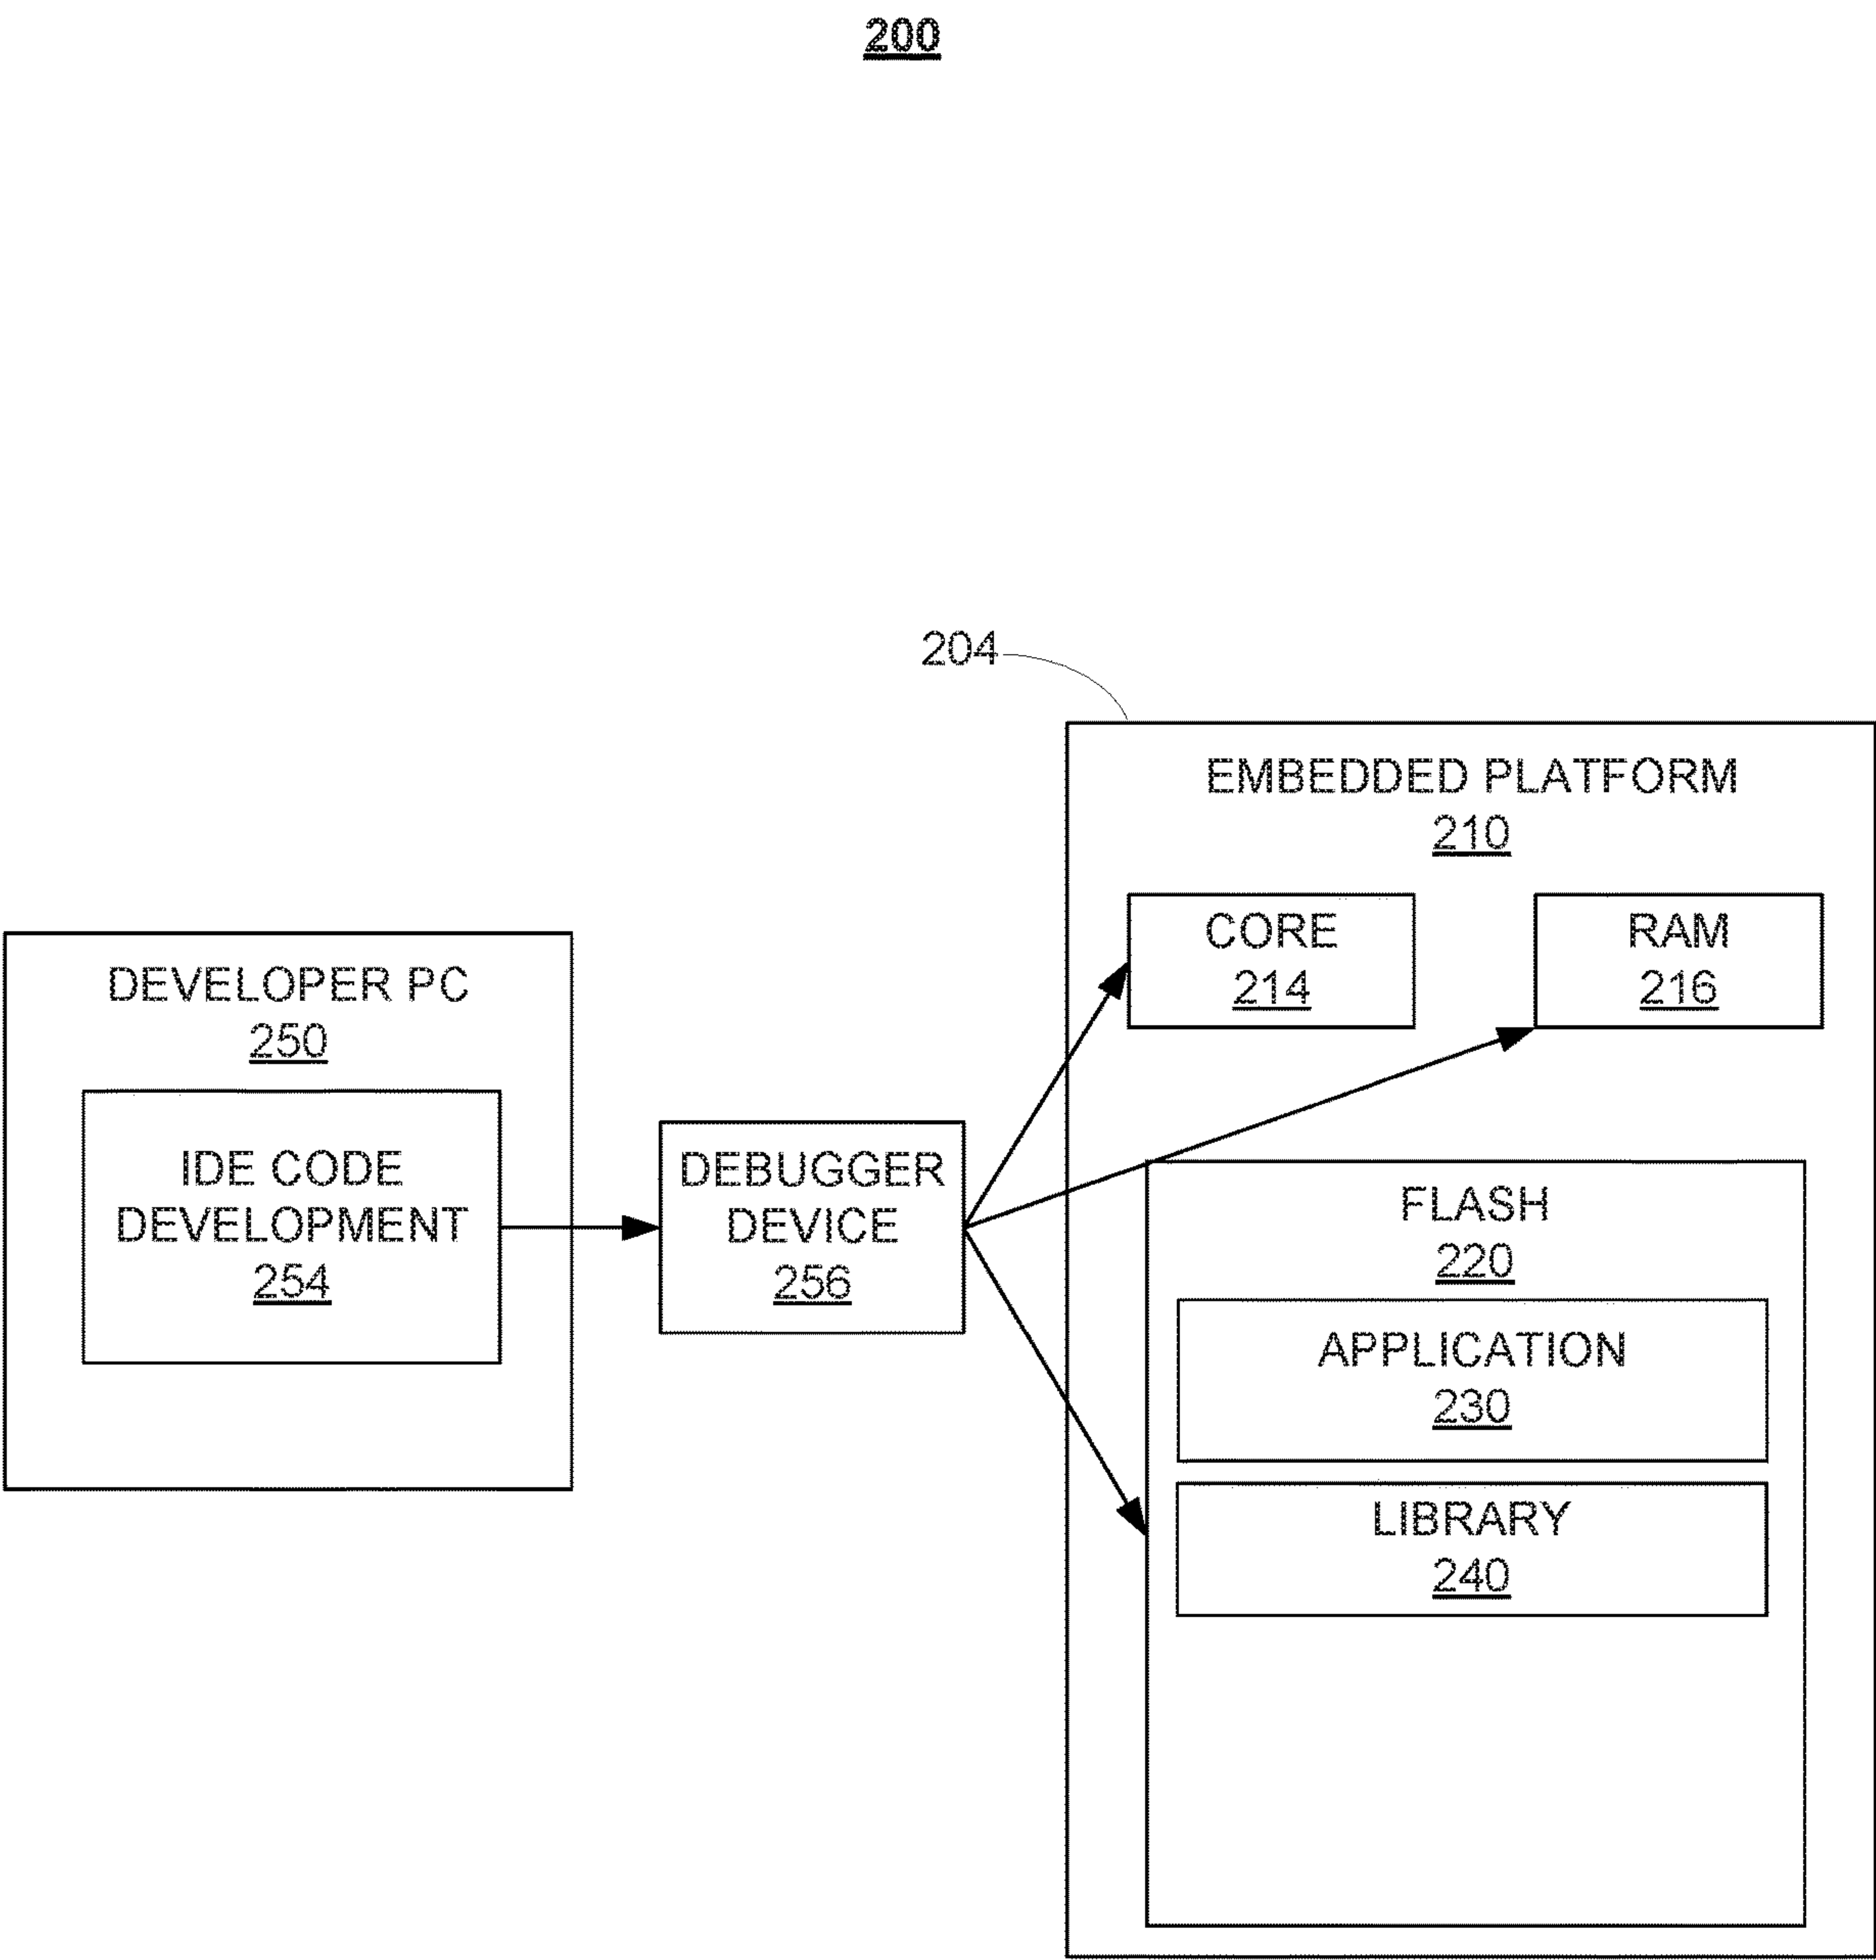 200
204
EMBEDDED PLATFORM
210
CORE
214
RAM
216
DEVELOPER PC
250
IDE CODE
DEVELOPMENT
254
DEBUGGER
DEVICE
256
FLASH
220
APPLICATION
230
LIBRARY
240